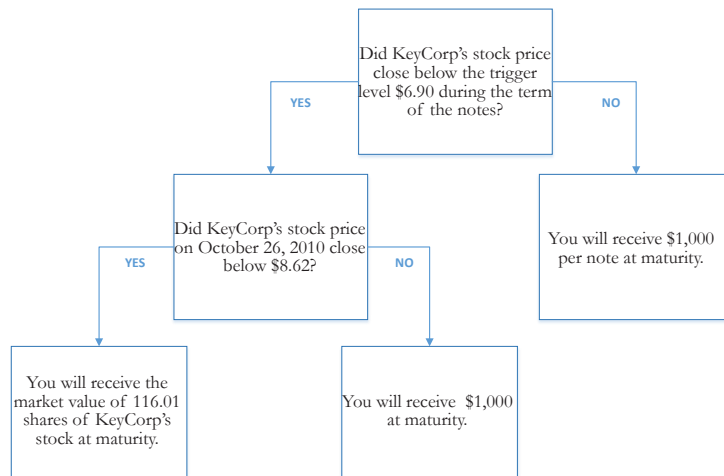 Did KeyCorp’s stock price
close below the trigger
level $6.90 during the term
of the notes?
YES
NO
Did KeyCorp’s stock price
on October 26, 2010 close
below $8.62?
You will receive $1,000
per note at maturity.
YES
NO
You will receive the
market value of 116.01
shares of KeyCorp’s
stock at maturity.
You will receive $1,000
at maturity.